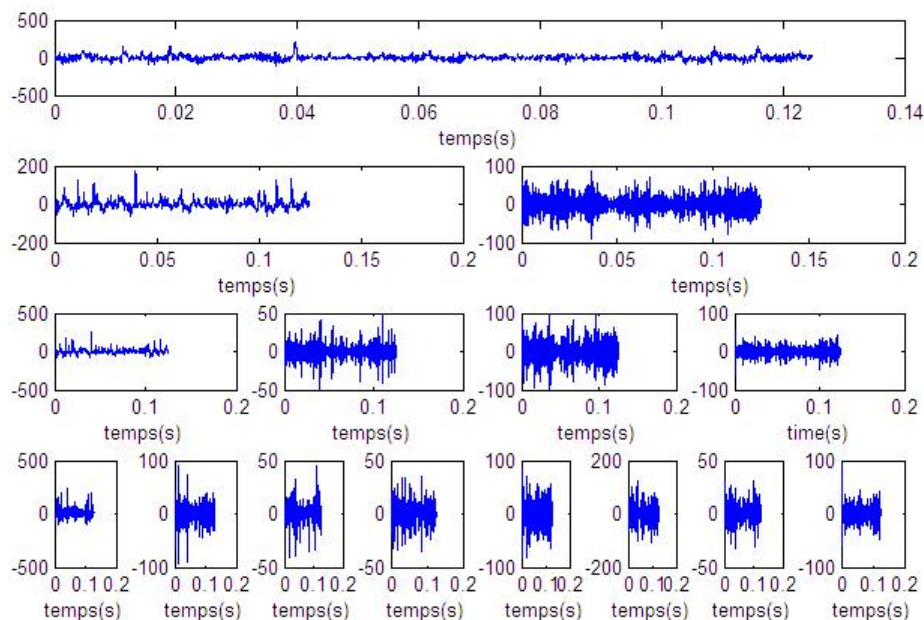 500
0
-500
0 0.02 0.04 0.06 0.08 0.1 0.12 0.14
temps(s)
200 100
0 0
-200 -100
0 0.05 0.1 0.15 0.2 0 0.05 0.1 0.15 0.2
temps(s) temps(s)
500 50 100 100
0 0 0 0
-500 -50 -100 -100
0 0.1 0.2 0 0.1 0.2 0 0.1 0.2 0 0.1 0.2
temps(s) temps(s) temps(s) time(s)
500 100 50 50 100 200 50 100
0 0 0 0 0 0 0 0
-500 -100 -50 -50 -100 -200 -50 -100
0 0.1 0.2 0 0.1 0.2 0 0.1 0.2 0 0.1 0.2 0 0.1 0.2 0 0.1 0.2 0 0.1 0.2 0 0.1 0.2
temps(s) temps(s) temps(s) temps(s) temps(s) temps(s) temps(s) temps(s)